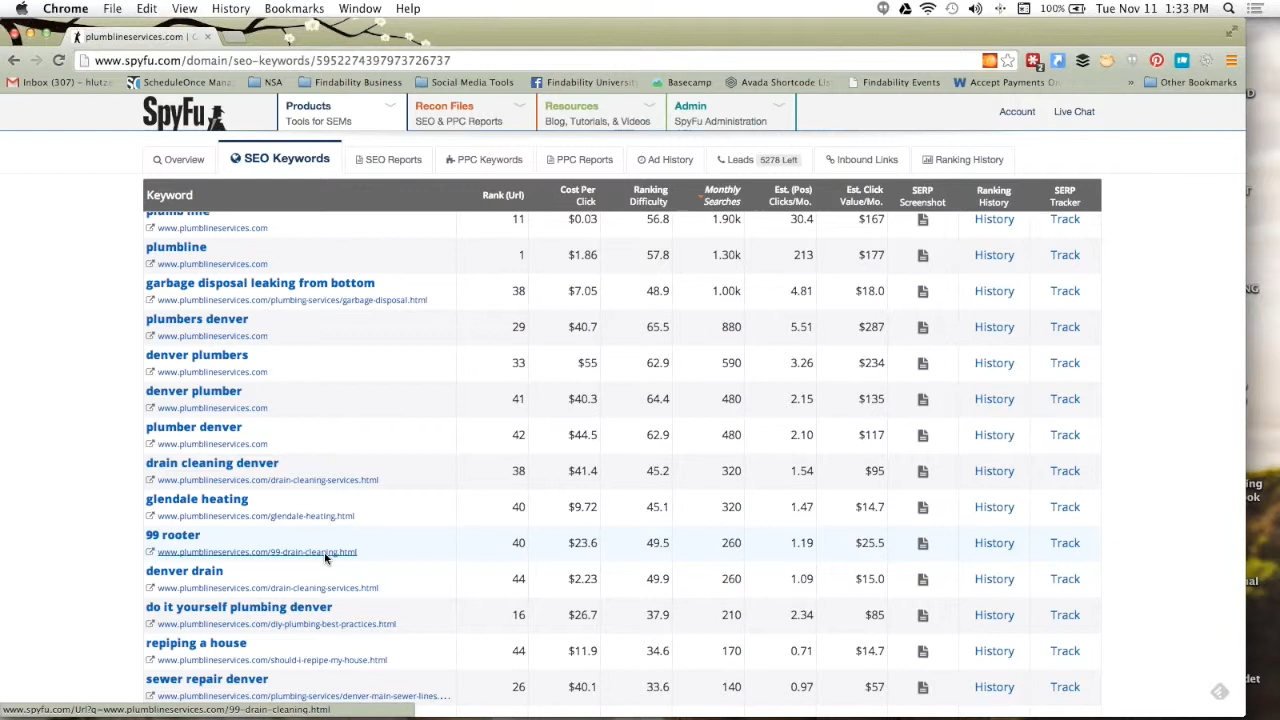 Chrome File Edit View History Bookmarks Window Help 100% Tue Nov 11 1:33 PM
plumblineservices.com |
www.spyfu.com/domain/seo-keywords/5952274397973726737
Inbox (307) – hlutz ScheduleOnce Mana NSA Findability Business Social Media Tools Findability Universi Basecamp Avada Shortcode Lis Findability Events Accept Payments On » Other Bookmarks
SpyFu
Products
Tools for SEMs
Recon Files
SEO & PPC Reports
Resources
Blog, Tutorials, & Videos
Admin
SpyFu Administration
Account Live Chat
Overview SEO Keywords SEO Reports PPC Keywords PPC Reports Ad History Leads 5278 Left Inbound Links Ranking History
Keyword Rank (Url) Cost Per Click Ranking Difficulty Monthly Searches Est. (Pos) Clicks/Mo. Est. Click Value/Mo. SERP Screenshot Ranking History SERP Tracker
plumb line 11 $0.03 56.8 1.90k 30.4 $167 History Track
www.plumblineservices.com
plumbline 1 $1.86 57.8 1.30k 213 $177 History Track
www.plumblineservices.com
garbage disposal leaking from bottom 38 $7.05 48.9 1.00k 4.81 $18.0 History Track
www.plumblineservices.com/plumbing-services/garbage-disposal.html
plumbers denver 29 $40.7 65.5 880 5.51 $287 History Track
www.plumblineservices.com
denver plumbers 33 $55 62.9 590 3.26 $234 History Track
www.plumblineservices.com
denver plumber 41 $40.3 64.4 480 2.15 $135 History Track
www.plumblineservices.com
plumber denver 42 $44.5 62.9 480 2.10 $117 History Track
www.plumblineservices.com
drain cleaning denver 38 $41.4 45.2 320 1.54 $95 History Track
www.plumblineservices.com/drain-cleaning-services.html
glendale heating 40 $9.72 45.1 320 1.47 $14.7 History Track
www.plumblineservices.com/glendale-heating.html
99 rooter 40 $23.6 49.5 260 1.19 $25.5 History Track
www.plumblineservices.com/99-drain-cleaning.html
denver drain 44 $2.23 49.9 260 1.09 $15.0 History Track
www.plumblineservices.com/drain-cleaning-services.html
do it yourself plumbing denver 16 $26.7 37.9 210 2.34 $85 History Track
www.plumblineservices.com/diy-plumbing-best-practices.html
repiping a house 44 $11.9 34.6 170 0.71 $14.7 History Track
www.plumblineservices.com/should-i-repipe-my-house.html
sewer repair denver 26 $40.1 33.6 140 0.97 $57 History Track
www.plumblineservices.com/plumbing-services/denver-main-sewer-lines....
www.spyfu.com/Url?q=www.plumblineservices.com/99-drain-cleaning.html